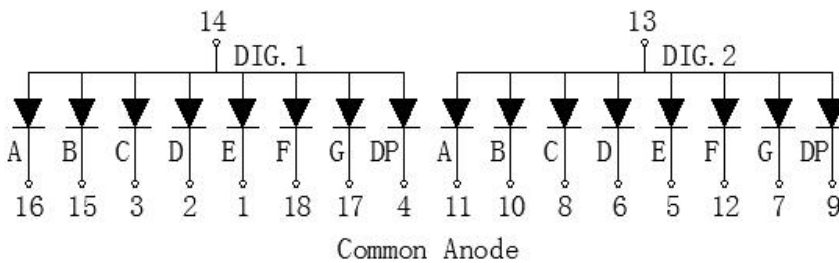 14 13
DIG.1 DIG.2
A B C D E F G DP A B C D E F G DP
16 15 3 2 1 18 17 4 11 10 8 6 5 12 7 9
Common Anode